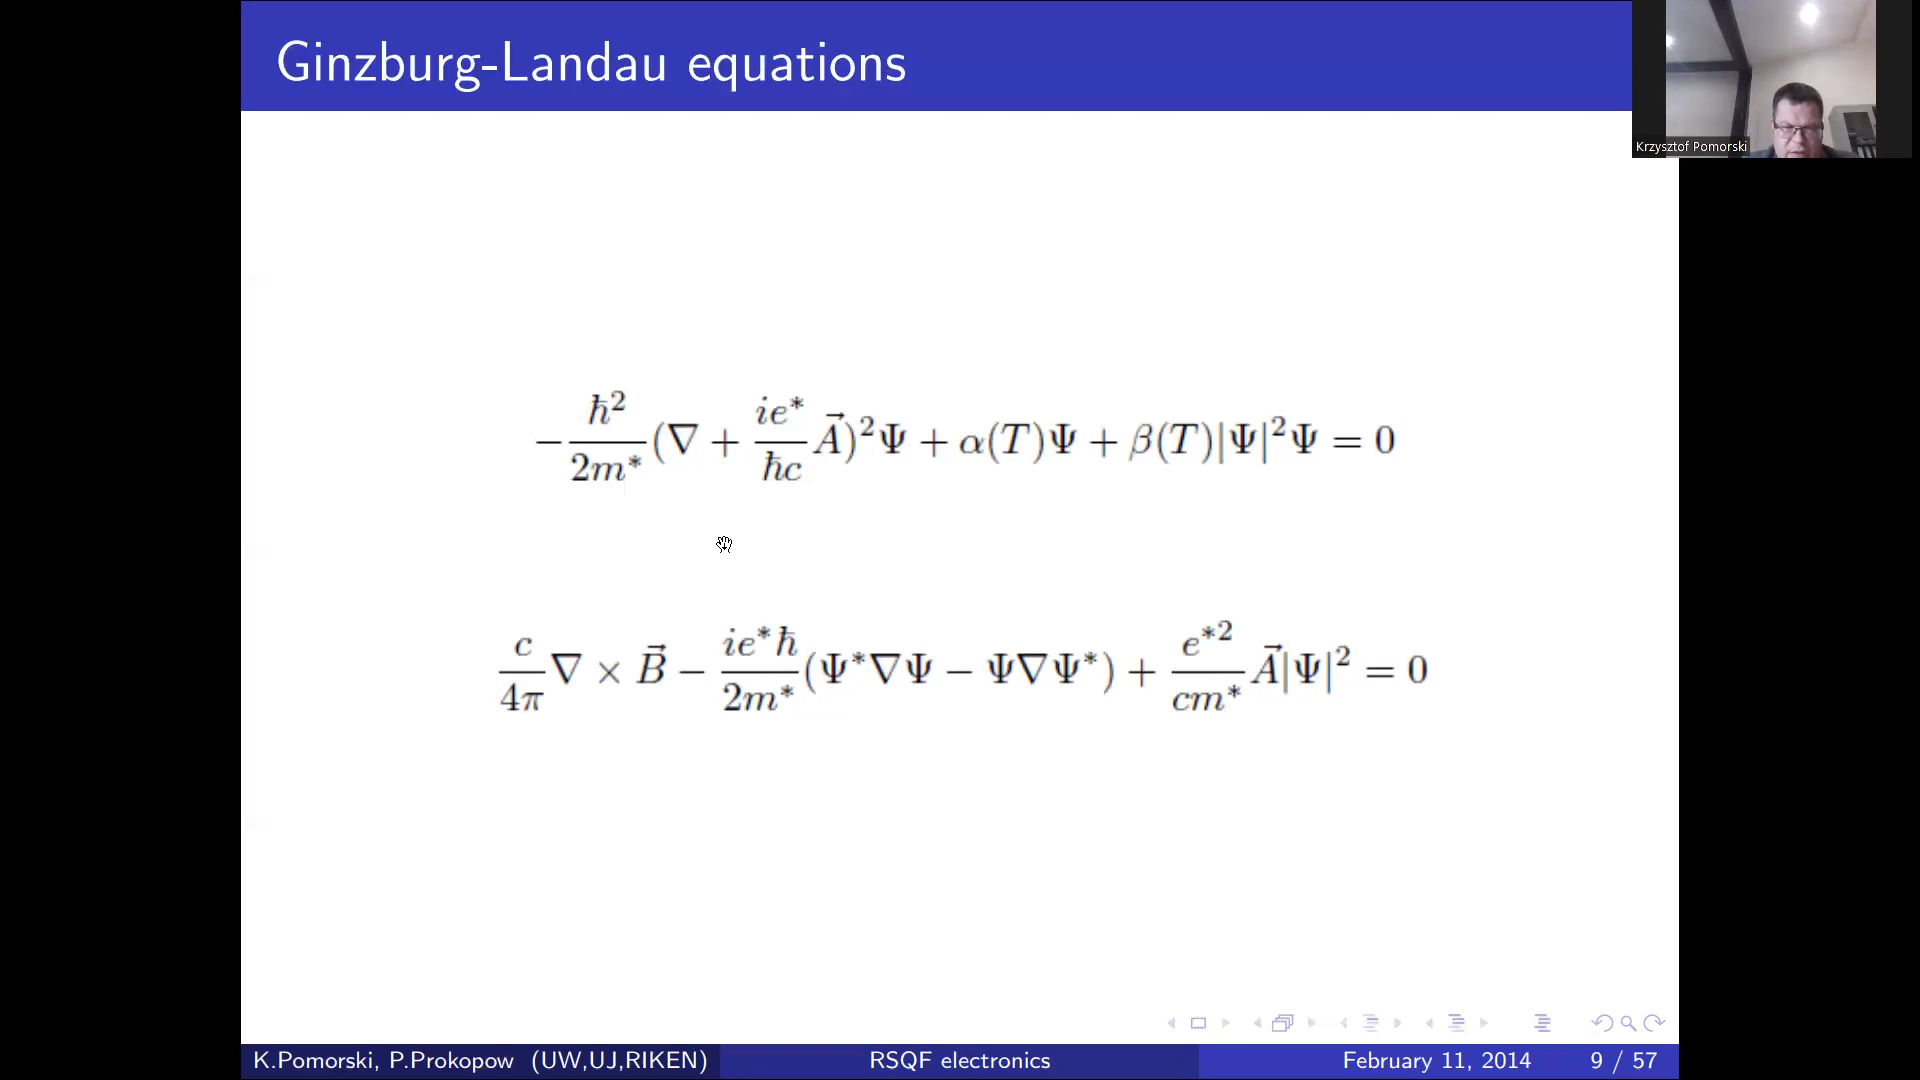 Ginzburg-Landau equations
Krzysztof Pomorski
$-\frac{\hbar^2}{2m^*}(\nabla + \frac{ie^*}{\hbar c}\vec{A})^2\Psi + \alpha(T)\Psi + \beta(T)|\Psi|^2\Psi = 0$
$\frac{c}{4\pi}\nabla \times \vec{B} - \frac{ie^*\hbar}{2m^*}(\Psi^*\nabla\Psi - \Psi\nabla\Psi^*) + \frac{e^{*2}}{cm^*}\vec{A}|\Psi|^2 = 0$
K.Pomorski, P.Prokopow (UW,UJ,RIKEN) RSQF electronics February 11, 2014 9 / 57